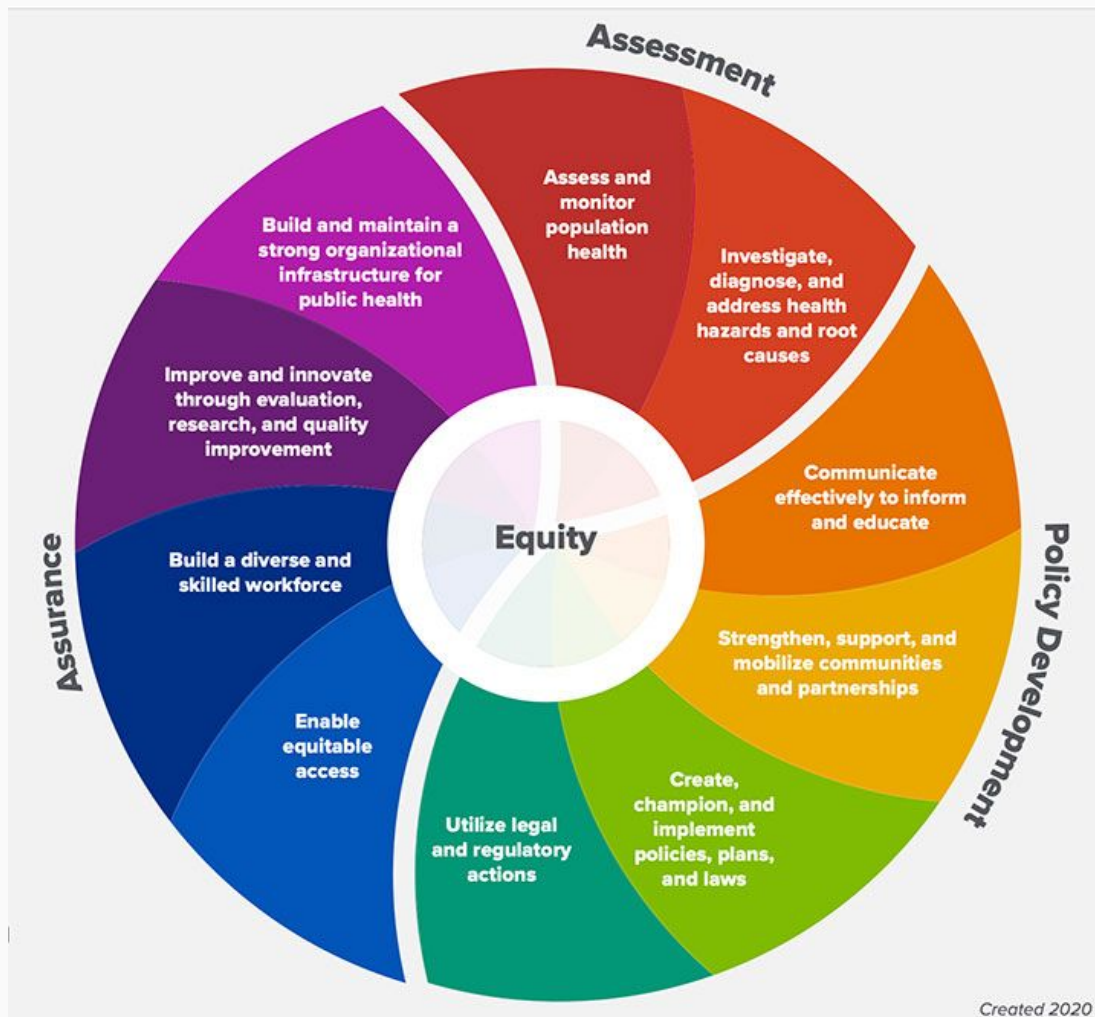 Assessment
Assess and
monitor
population
health
Investigate,
diagnose, and
address health
hazards and root
causes
Communicate
effectively to inform
and educate
Strengthen, support, and
mobilize communities
and partnerships
Policy Development
Create,
champion, and
implement
policies, plans,
and laws
Utilize legal
and regulatory
actions
Enable
equitable
access
Build a diverse and
skilled workforce
Assurance
Improve and innovate
through evaluation,
research, and quality
improvement
Build and maintain a
strong organizational
infrastructure for
public health
Equity
Created 2020